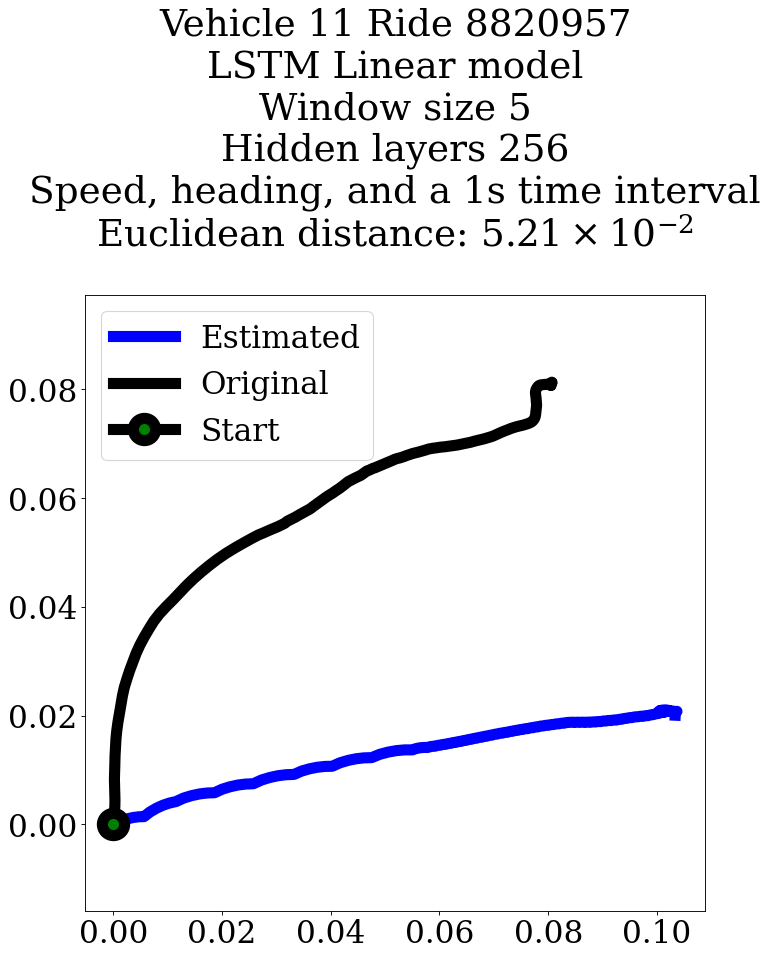 Vehicle 11 Ride 8820957
LSTM Linear model
Window size 5
Hidden layers 256
Speed, heading, and a 1s time interval
Euclidean distance: 5.21 × 10⁻²
Estimated
Original
Start
0.08
0.06
0.04
0.02
0.00
0.00 0.02 0.04 0.06 0.08 0.10